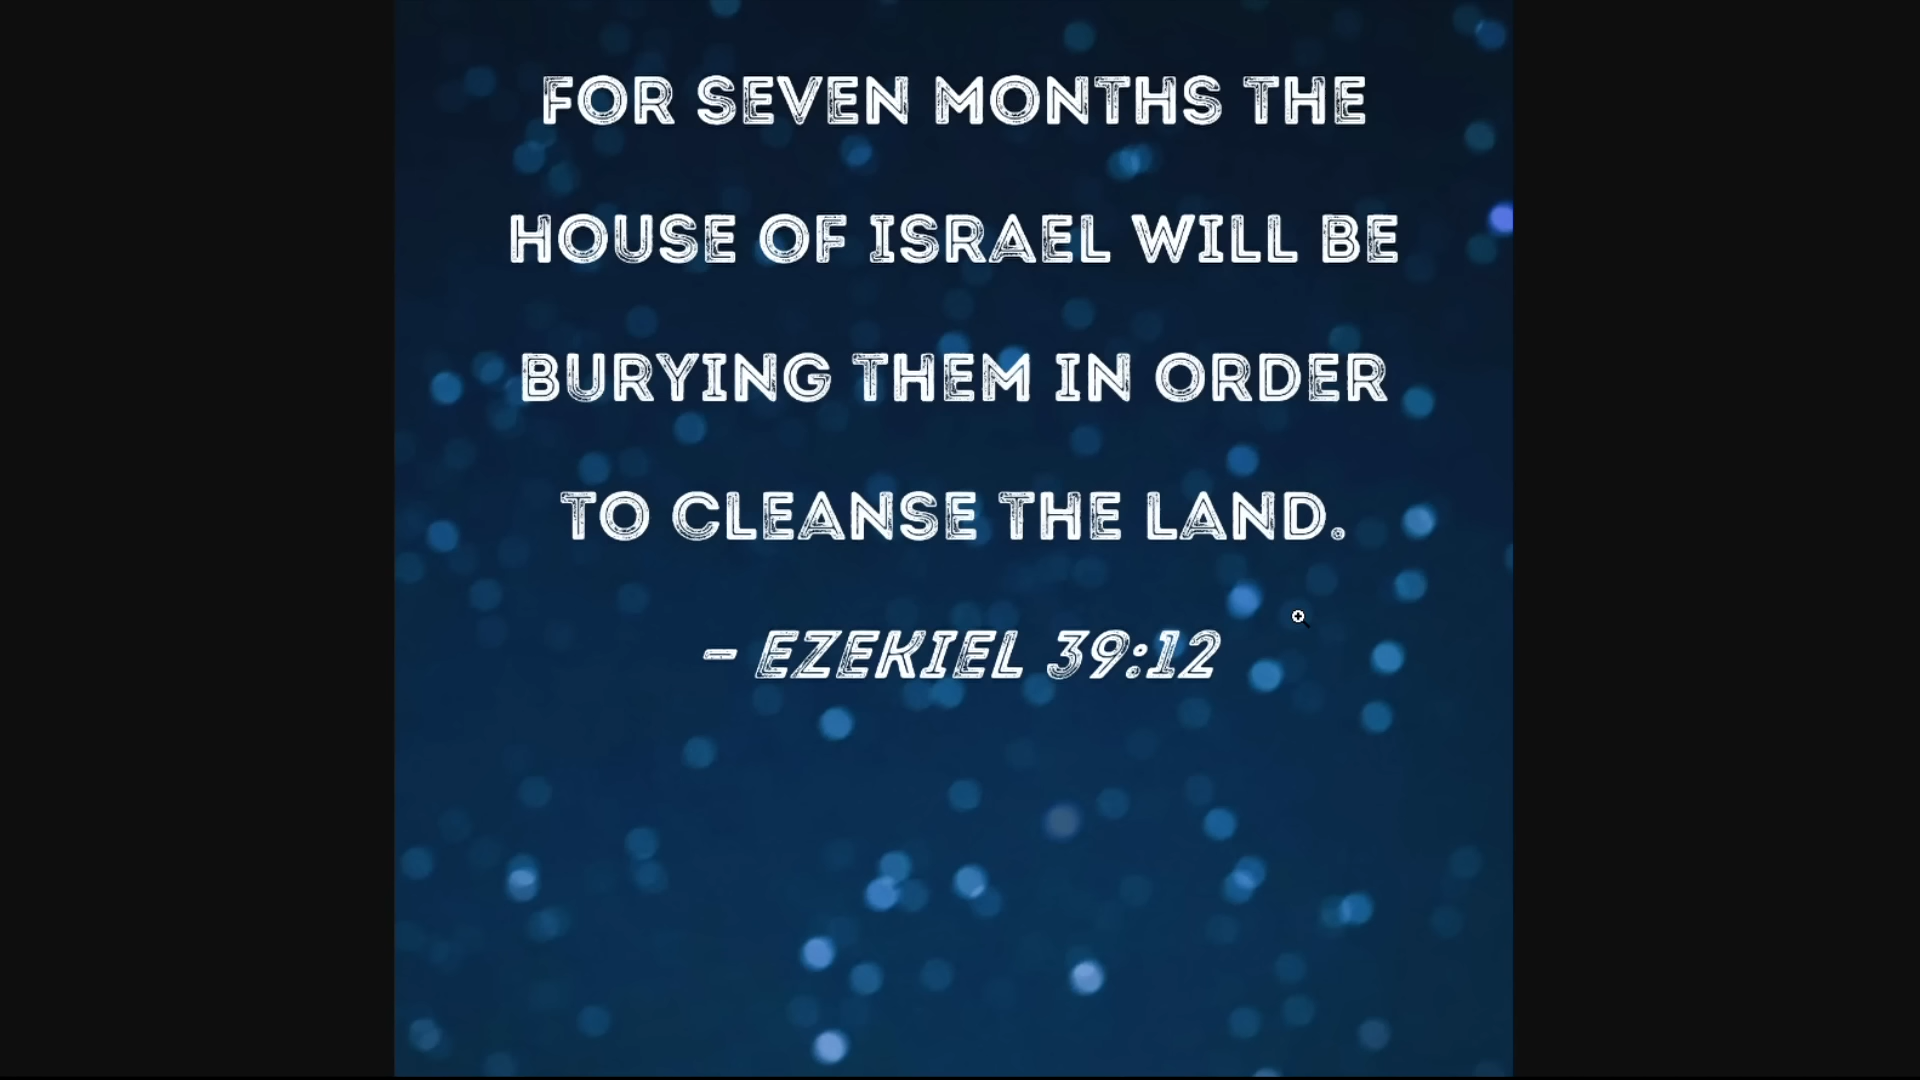 FOR SEVEN MONTHS THE
HOUSE OF ISRAEL WILL BE
BURYING THEM IN ORDER
TO CLEANSE THE LAND.
– EZEKIEL 39:12